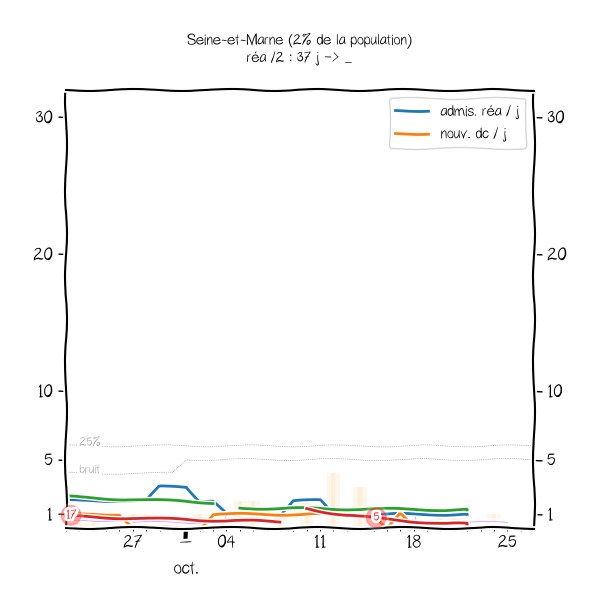 Seine-et-Marne (2% de la population)
réa /2 : 37 j -> _
admis. réa / j
nouv. dc / j
30 30
20 20
10 10
25%
5 5
bruit
1 17 5 1
27 1 04 11 18 25
oct.